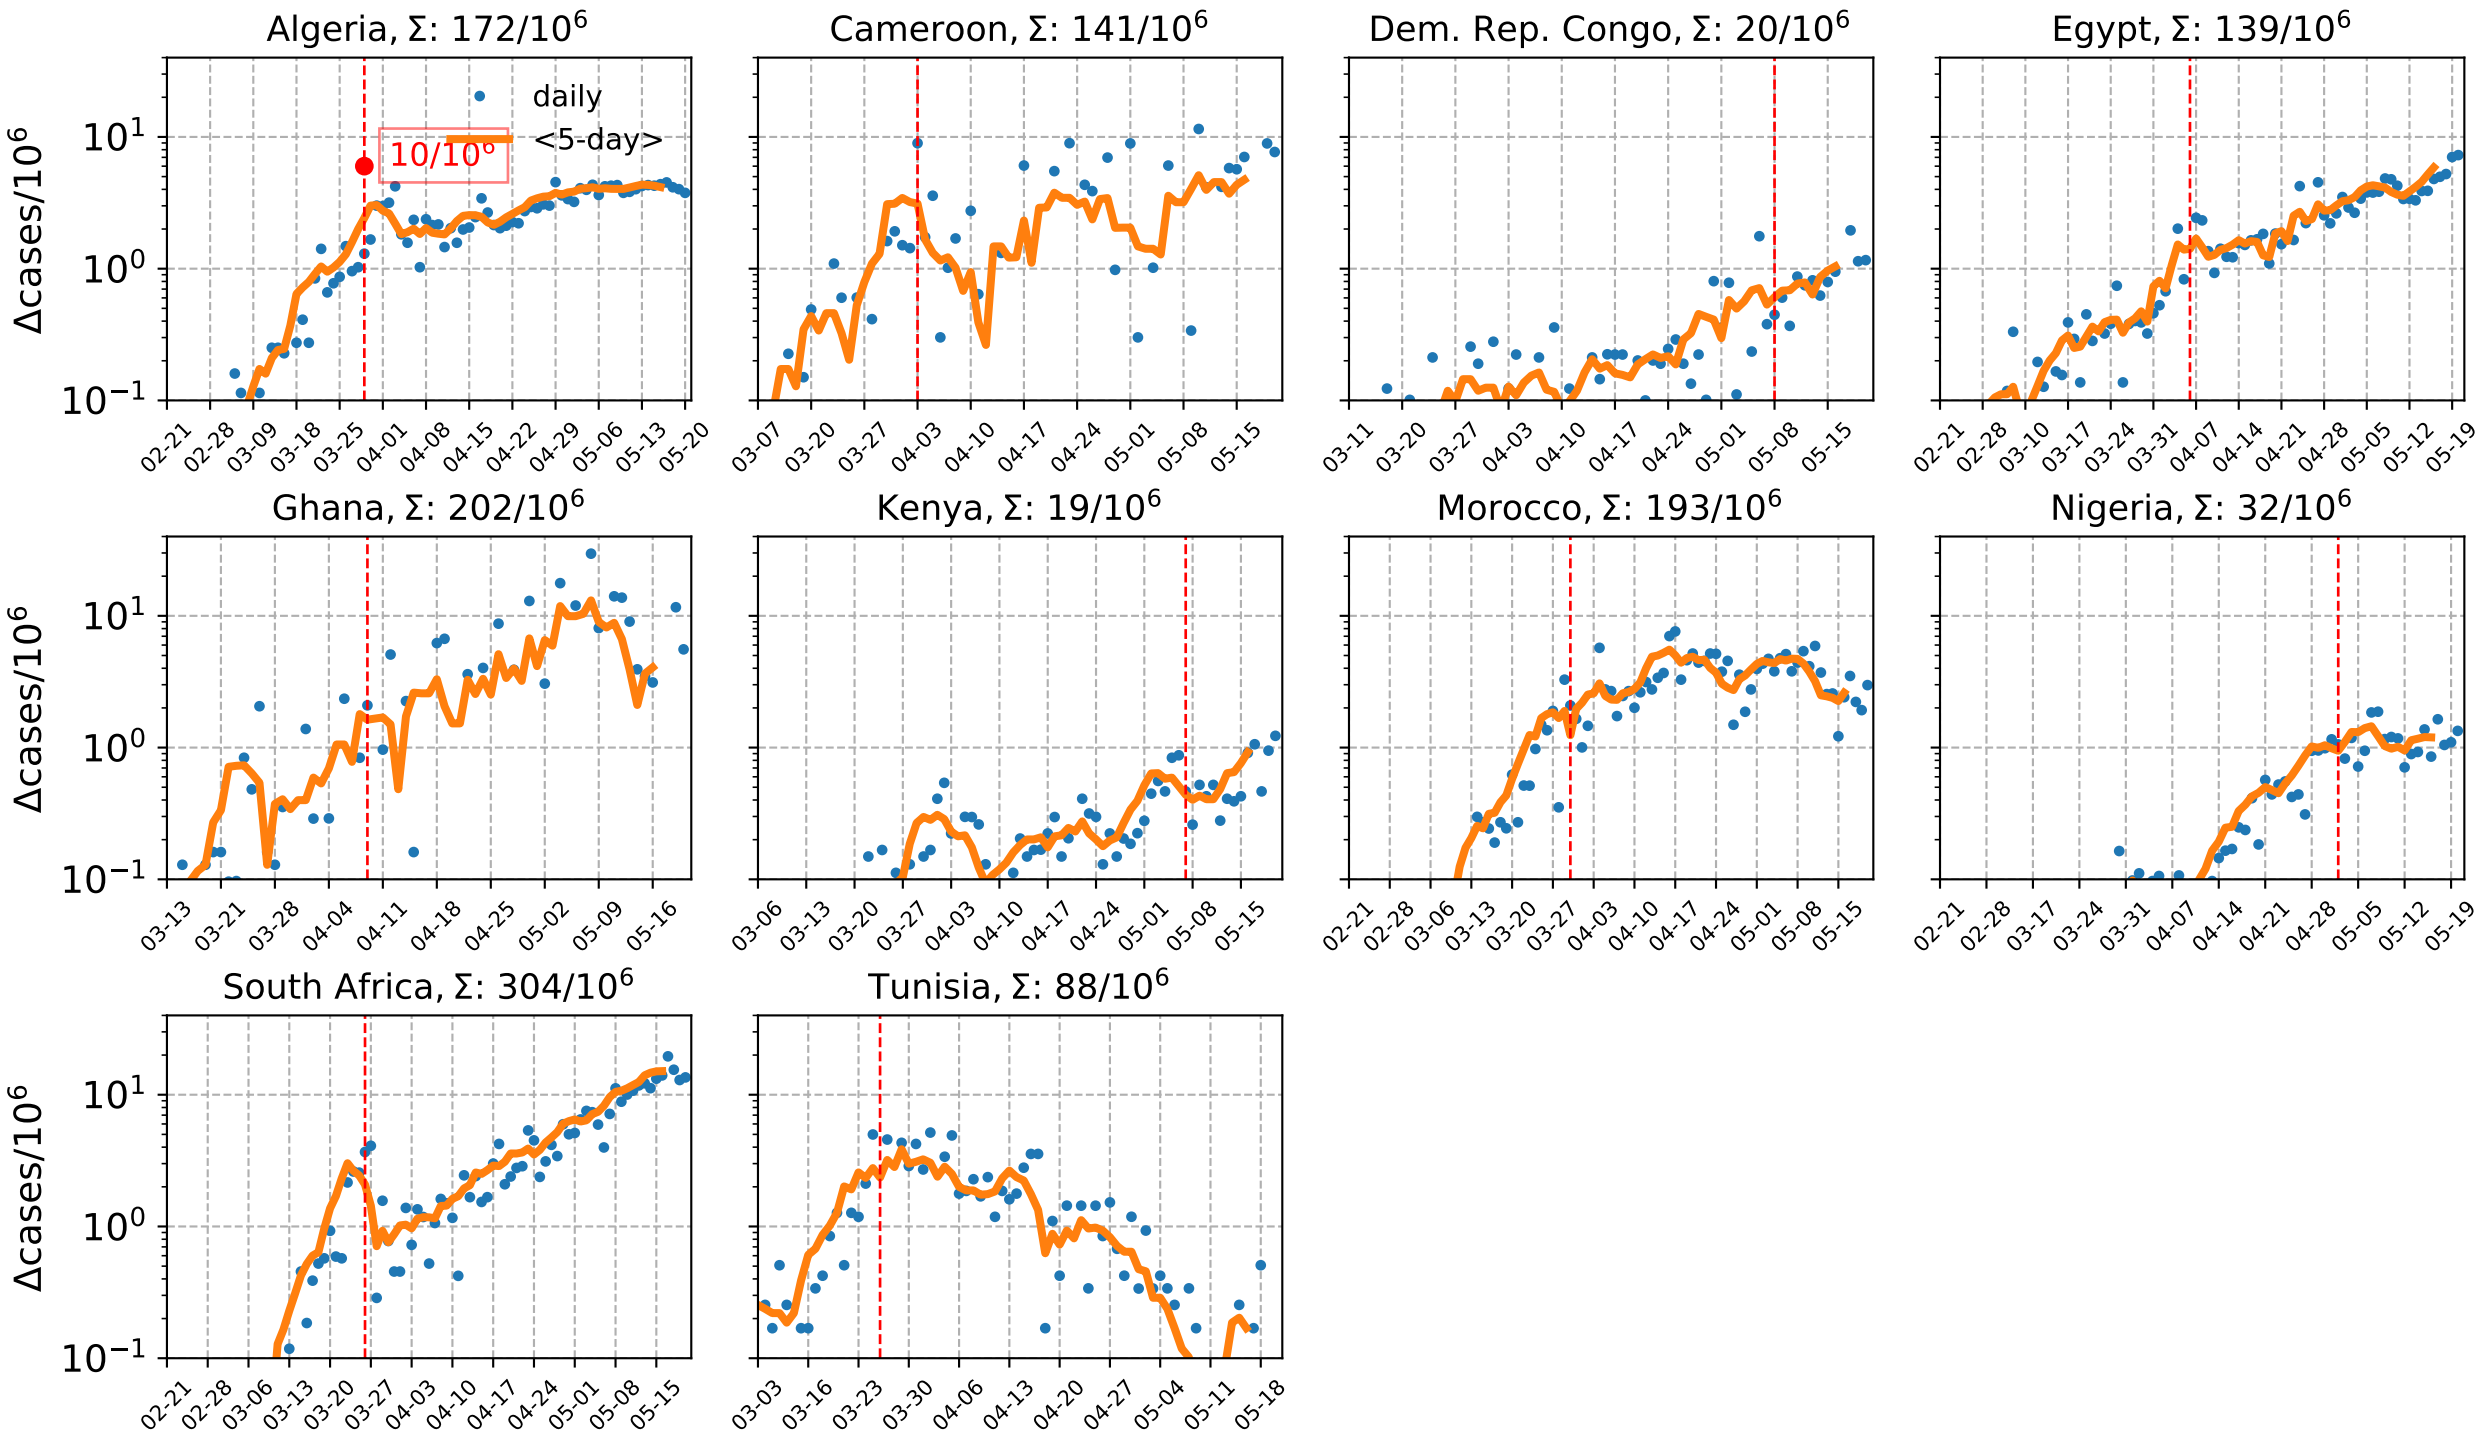 Algeria, Σ: 172/10⁶
Cameroon, Σ: 141/10⁶
Dem. Rep. Congo, Σ: 20/10⁶
Egypt, Σ: 139/10⁶
Δcases/10⁶
10¹
10⁰
10⁻¹
daily
<5-day>
10/10⁶
02-21 02-28 03-09 03-18 03-25 04-01 04-08 04-15 04-22 04-29 05-06 05-13 05-20
03-07 03-20 03-27 04-03 04-10 04-17 04-24 05-01 05-08 05-15
03-11 03-20 03-27 04-03 04-10 04-17 04-24 05-01 05-08 05-15
02-21 02-28 03-10 03-17 03-24 03-31 04-07 04-14 04-21 04-28 05-05 05-12 05-19
Ghana, Σ: 202/10⁶
Kenya, Σ: 19/10⁶
Morocco, Σ: 193/10⁶
Nigeria, Σ: 32/10⁶
Δcases/10⁶
10¹
10⁰
10⁻¹
03-13 03-21 03-28 04-04 04-11 04-18 04-25 05-02 05-09 05-16
03-06 03-13 03-20 03-27 04-03 04-10 04-17 04-24 05-01 05-08 05-15
02-21 02-28 03-06 03-13 03-20 03-27 04-03 04-10 04-17 04-24 05-01 05-08 05-15
02-21 02-28 03-17 03-24 03-31 04-07 04-14 04-21 04-28 05-05 05-12 05-19
South Africa, Σ: 304/10⁶
Tunisia, Σ: 88/10⁶
Δcases/10⁶
10¹
10⁰
10⁻¹
02-21 02-28 03-06 03-13 03-20 03-27 04-03 04-10 04-17 04-24 05-01 05-08 05-15
03-03 03-16 03-23 03-30 04-06 04-13 04-20 04-27 05-04 05-11 05-18